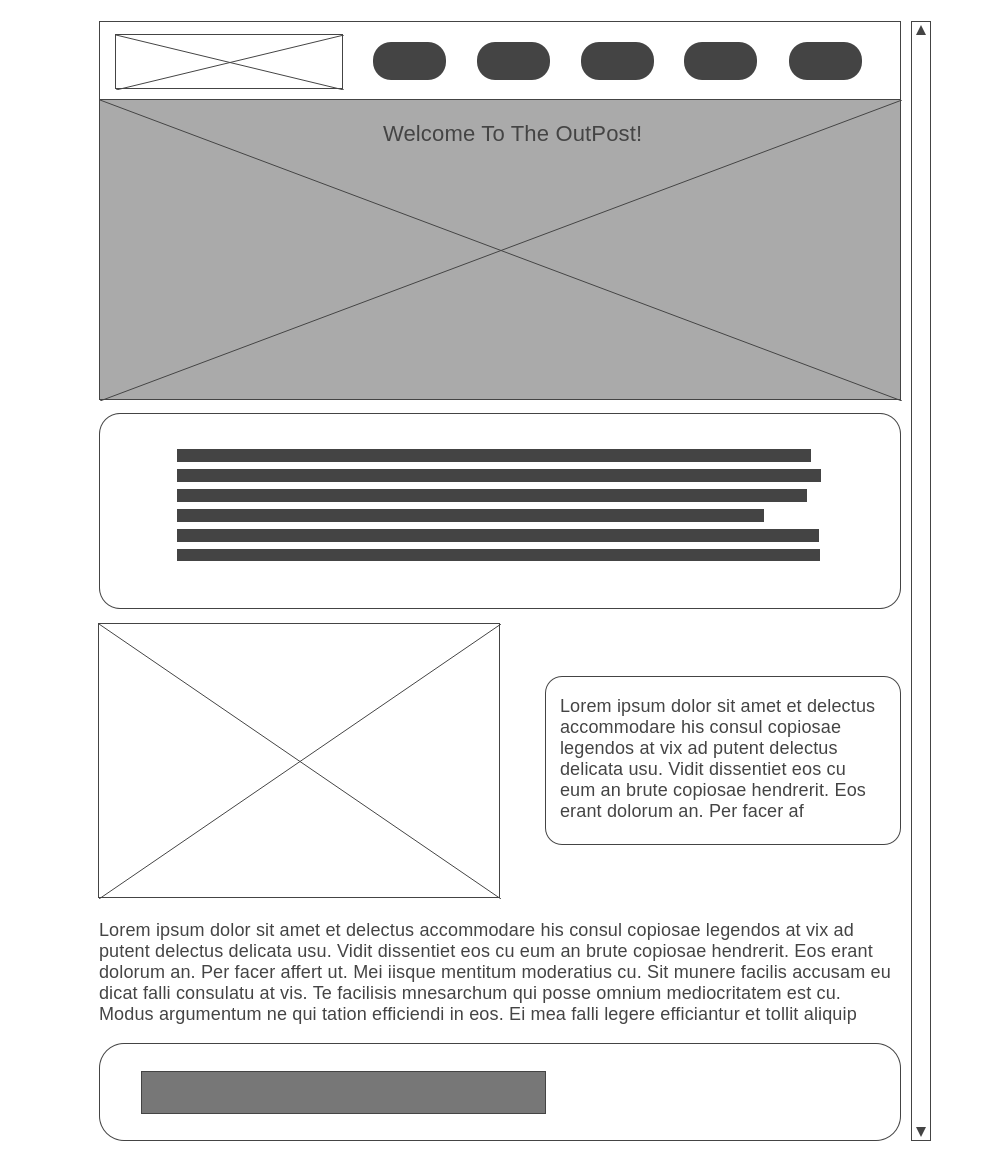 Welcome To The OutPost!
Lorem ipsum dolor sit amet et delectus
accommodare his consul copiosae
legendos at vix ad putent delectus
delicata usu. Vidit dissentiet eos cu
eum an brute copiosae hendrerit. Eos
erant dolorum an. Per facer af
Lorem ipsum dolor sit amet et delectus accommodare his consul copiosae legendos at vix ad
putent delectus delicata usu. Vidit dissentiet eos cu eum an brute copiosae hendrerit. Eos erant
dolorum an. Per facer affert ut. Mei iisque mentitum moderatius cu. Sit munere facilis accusam eu
dicat falli consulatu at vis. Te facilisis mnesarchum qui posse omnium mediocritatem est cu.
Modus argumentum ne qui tation efficiendi in eos. Ei mea falli legere efficiantur et tollit aliquip